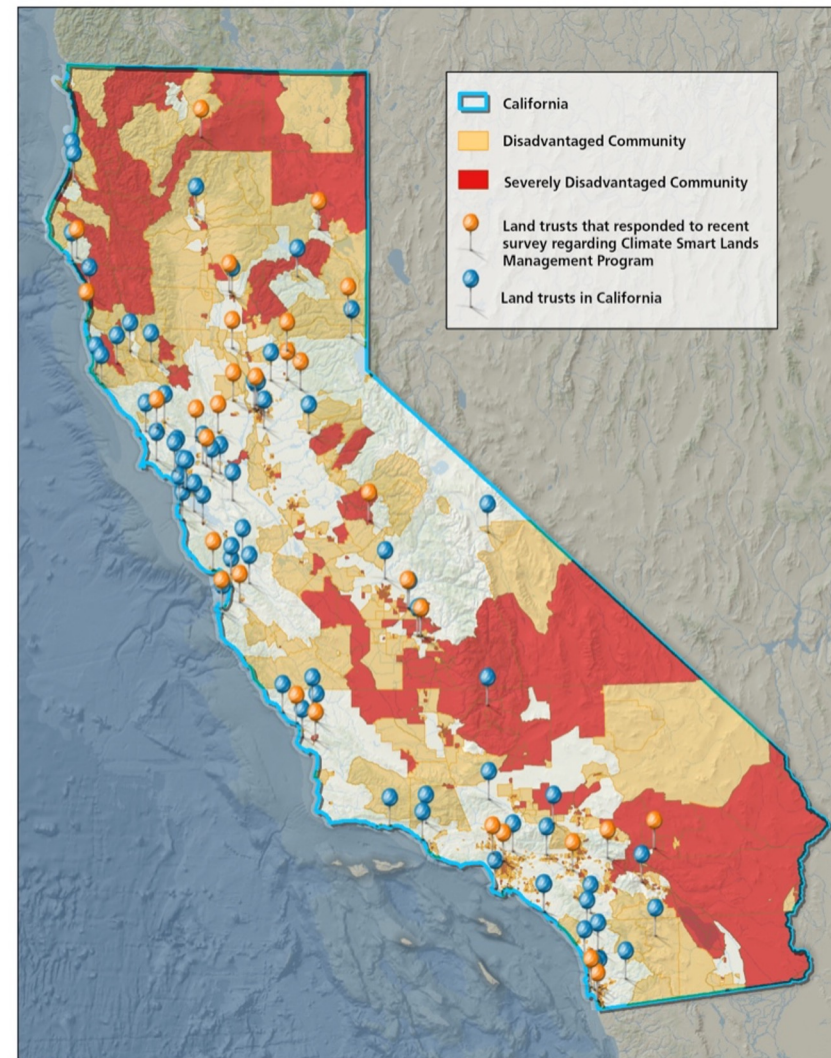 California
Disadvantaged Community
Severely Disadvantaged Community
Land trusts that responded to recent
survey regarding Climate Smart Lands
Management Program
Land trusts in California